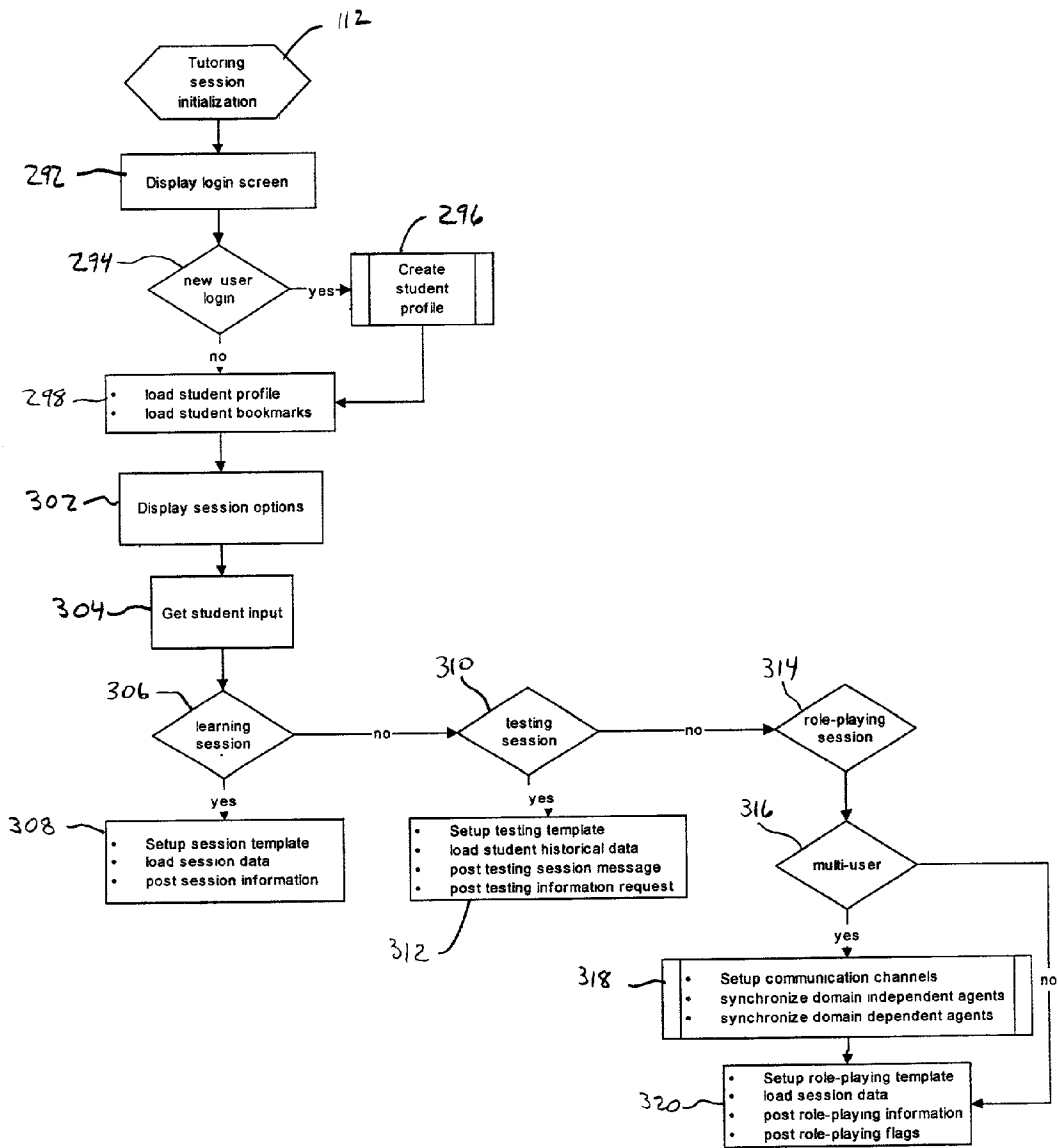 112
Tutoring
session
initialization
292
Display login screen
294
new user
login
yes
296
Create
student
profile
no
298
• load student profile
• load student bookmarks
302
Display session options
304
Get student input
306
learning
session
no
310
testing
session
no
314
role-playing
session
yes
308
• Setup session template
• load session data
• post session information
yes
• Setup testing template
• load student historical data
• post testing session message
• post testing information request
312
316
multi-user
yes
no
318
• Setup communication channels
• synchronize domain independent agents
• synchronize domain dependent agents
320
• Setup role-playing template
• load session data
• post role-playing information
• post role-playing flags